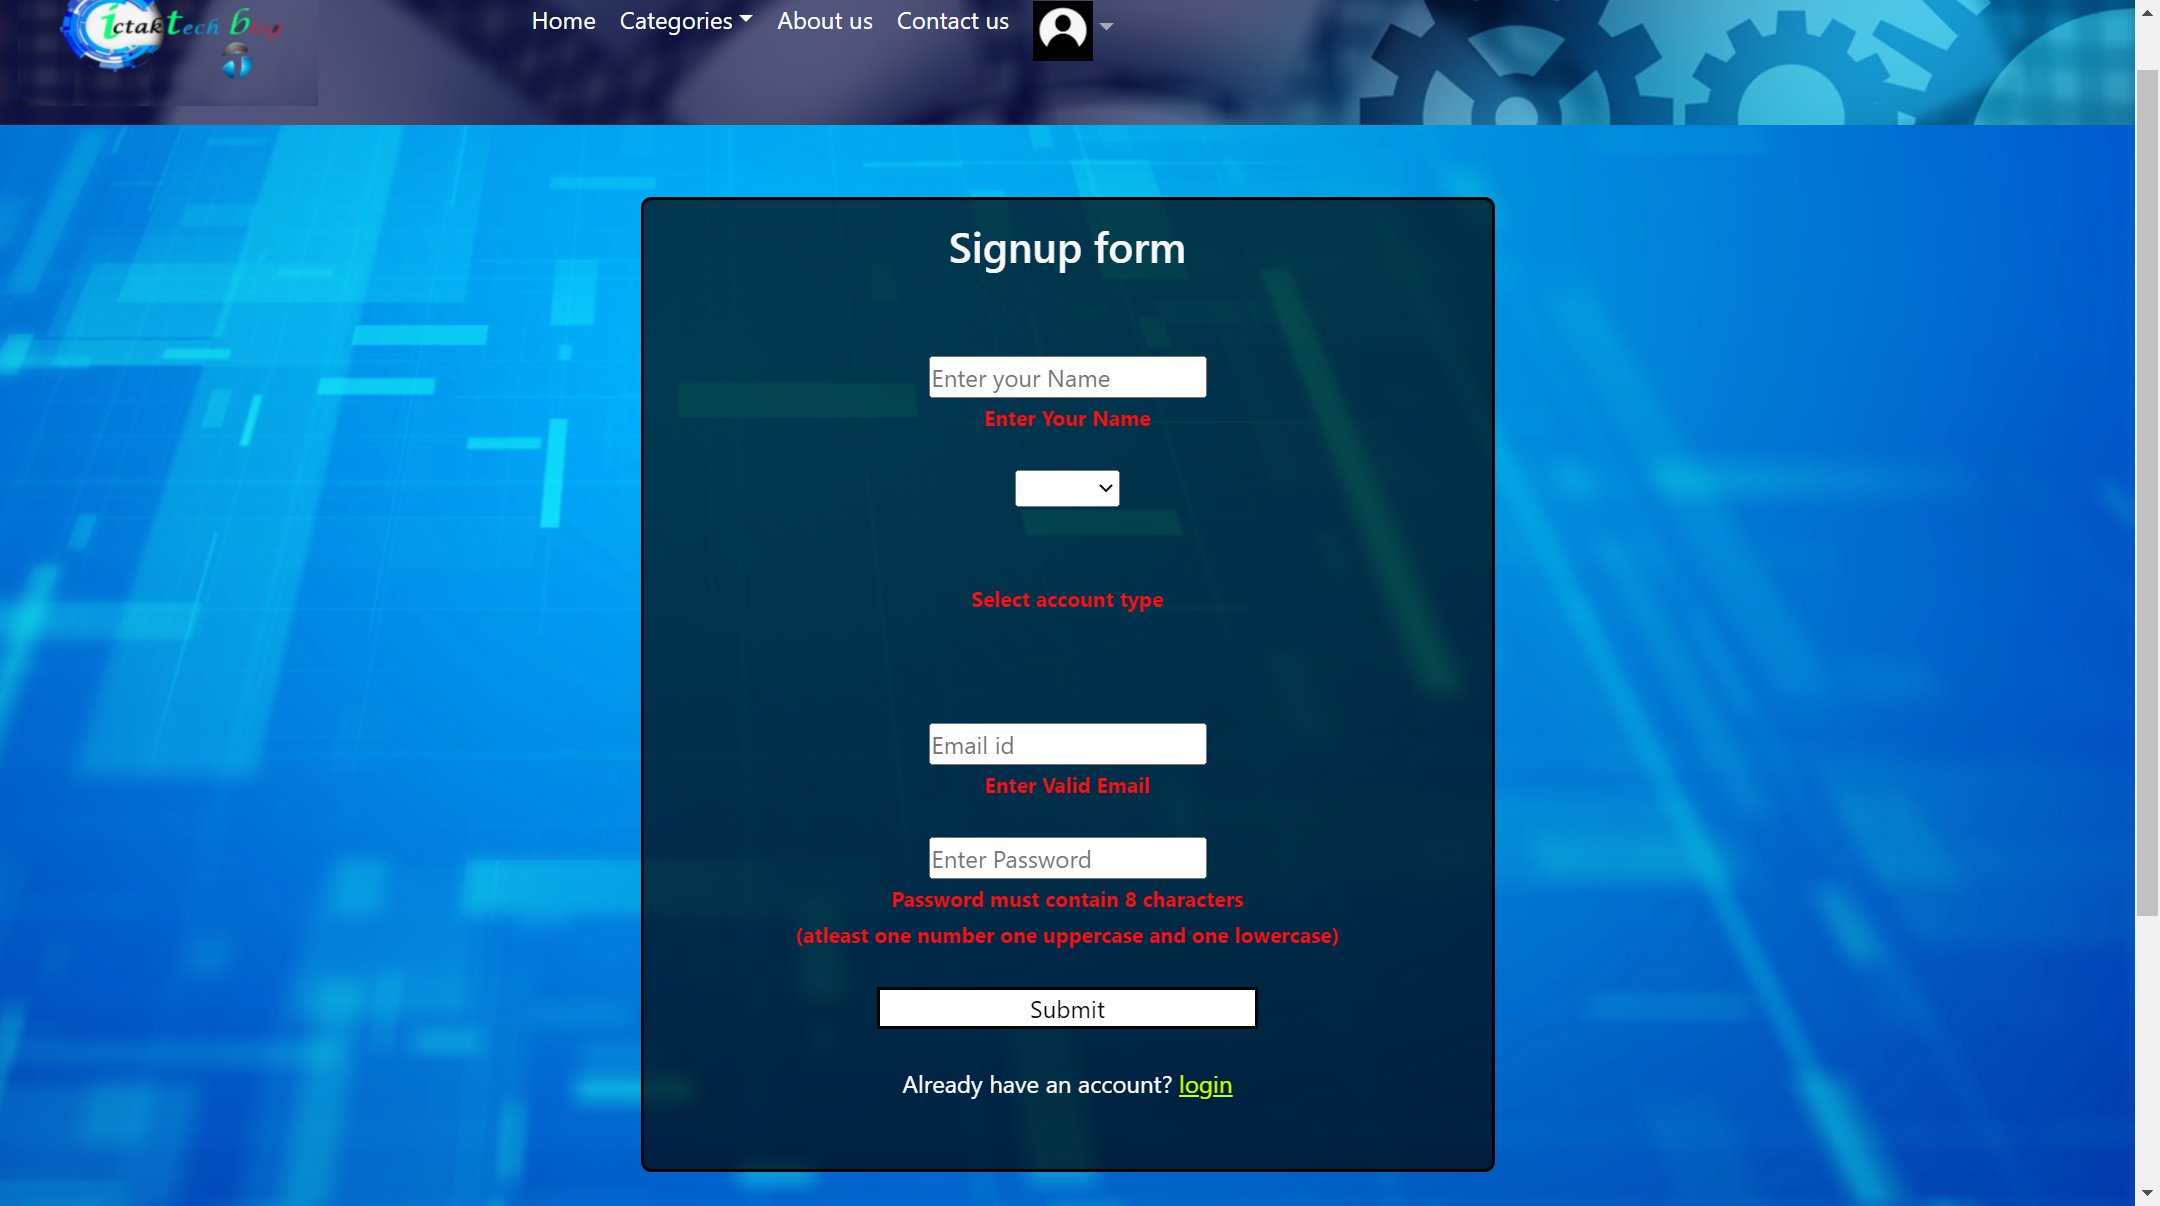 ictak Tech Blog
Home Categories About us Contact us
Signup form
Enter your Name
Enter Your Name
Select account type
Email id
Enter Valid Email
Enter Password
Password must contain 8 characters
(atleast one number one uppercase and one lowercase)
Submit
Already have an account? login